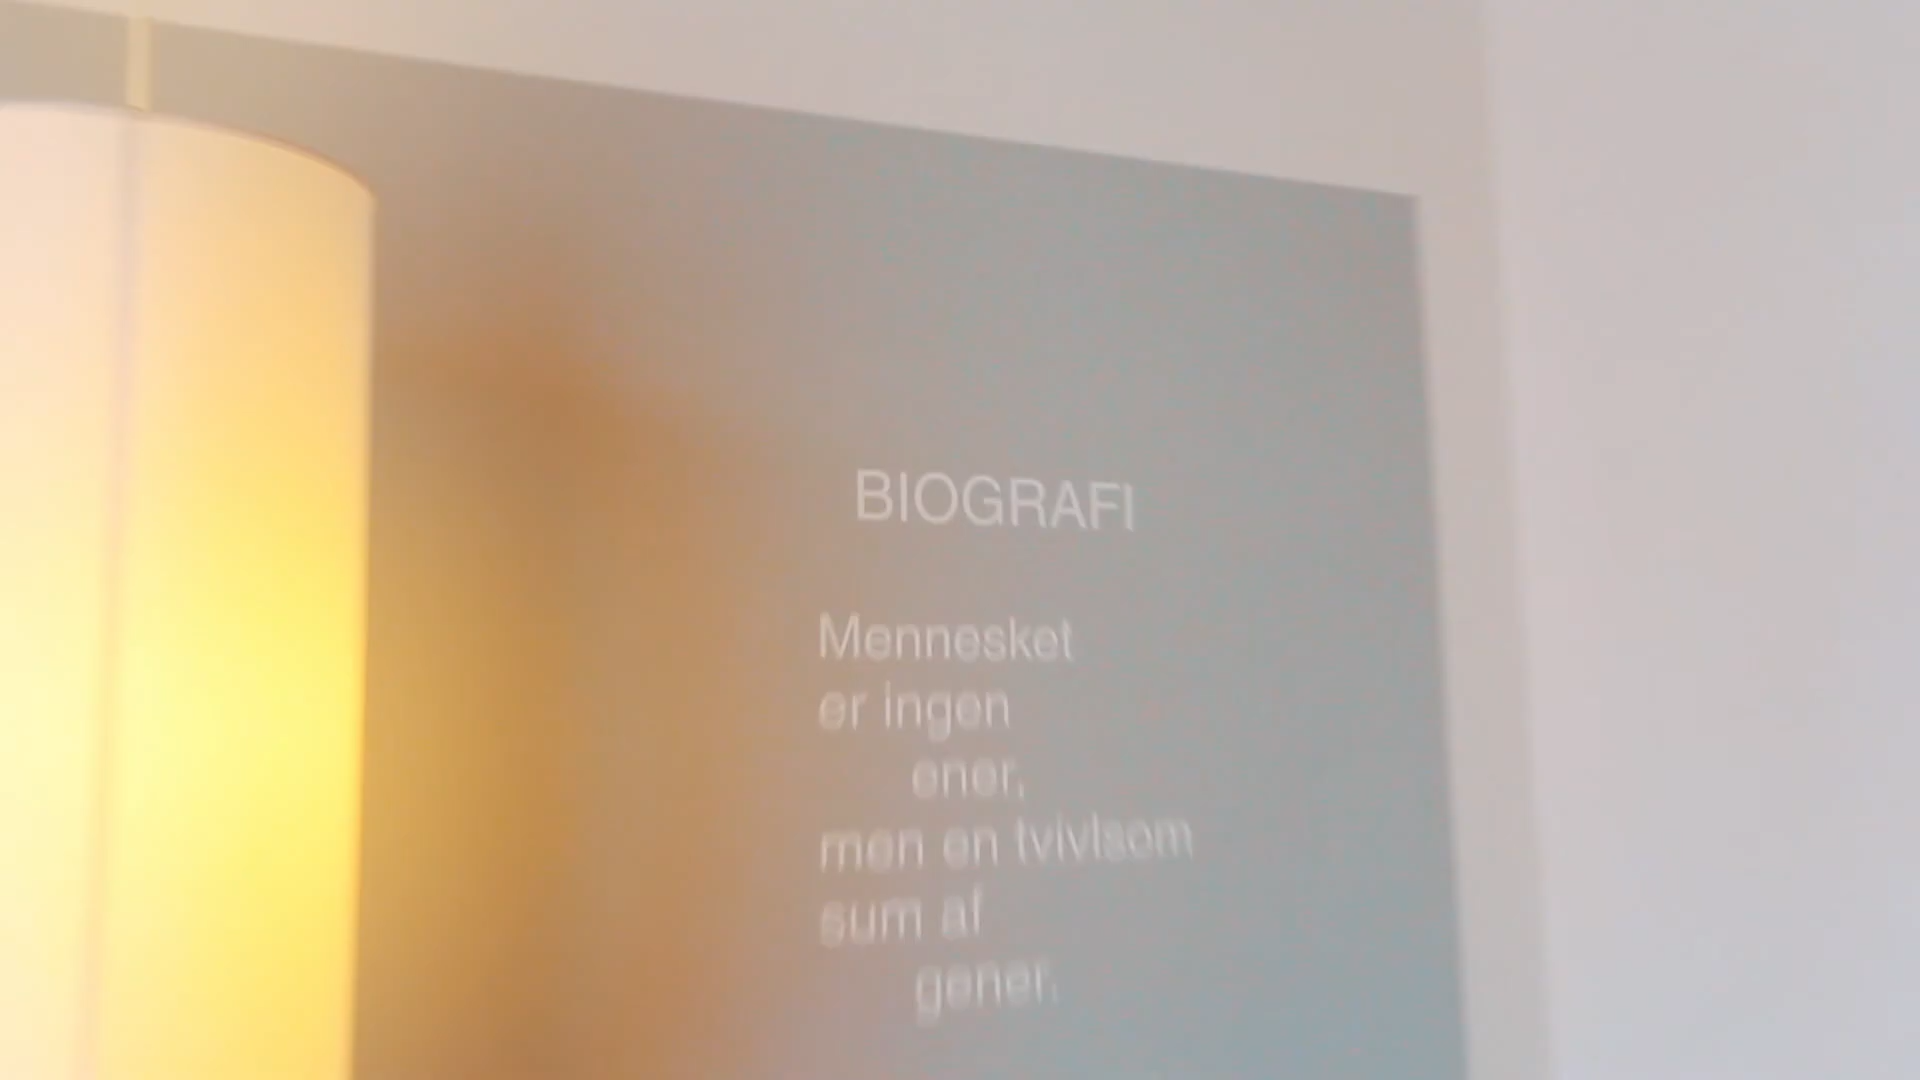 BIOGRAFI
Mennesket
er ingen
ener,
men en tvivlsom
sum af
gener.